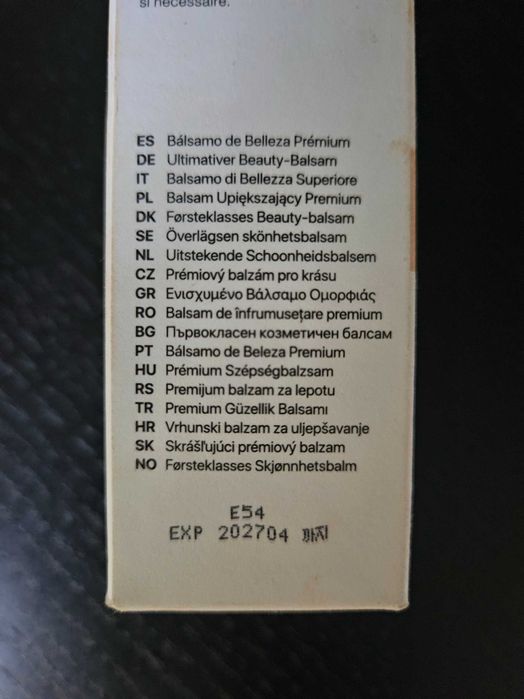 si nécessaire.
ES Bálsamo de Belleza Prémium
DE Ultimativer Beauty-Balsam
IT Balsamo di Bellezza Superiore
PL Balsam Upiększający Premium
DK Førsteklasses Beauty-balsam
SE Överlägsen skönhetsbalsam
NL Uitstekende Schoonheidsbalsem
CZ Prémiový balzám pro krásu
GR Ενισχυμένο Βάλσαμο Ομορφιάς
RO Balsam de înfrumusețare premium
BG Първокласен козметичен балсам
PT Bálsamo de Beleza Premium
HU Prémium Szépségbalzsam
RS Premijum balzam za lepotu
TR Premium Güzellik Balsamı
HR Vrhunski balzam za uljepšavanje
SK Skrášľujúci prémiový balzam
NO Førsteklasses Skjønnhetsbalm
E54
EXP 202704 까지